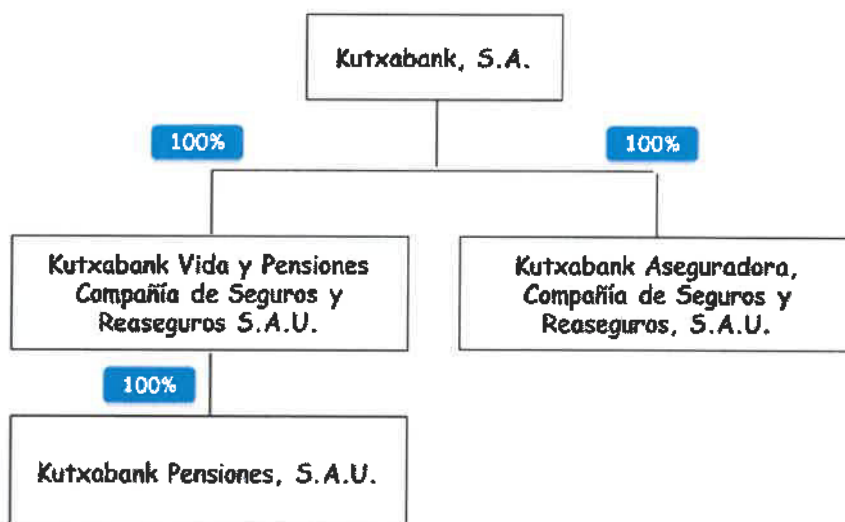 Kutxabank, S.A.
100%
100%
Kutxabank Vida y Pensiones
Compañía de Seguros y
Reaseguros S.A.U.
Kutxabank Aseguradora,
Compañía de Seguros y
Reaseguros, S.A.U.
100%
Kutxabank Pensiones, S.A.U.